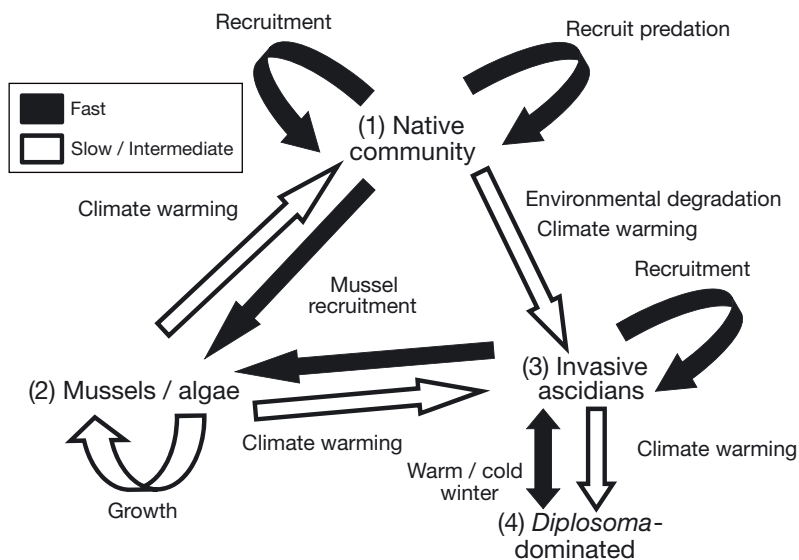 Recruitment
Recruit predation
Fast
Slow / Intermediate
(1) Native
community
Climate warming
Environmental degradation
Climate warming
Mussel
recruitment
Recruitment
(2) Mussels / algae
(3) Invasive
ascidians
Climate warming
Growth
Warm / cold
winter
Climate warming
(4) Diplosoma-
dominated